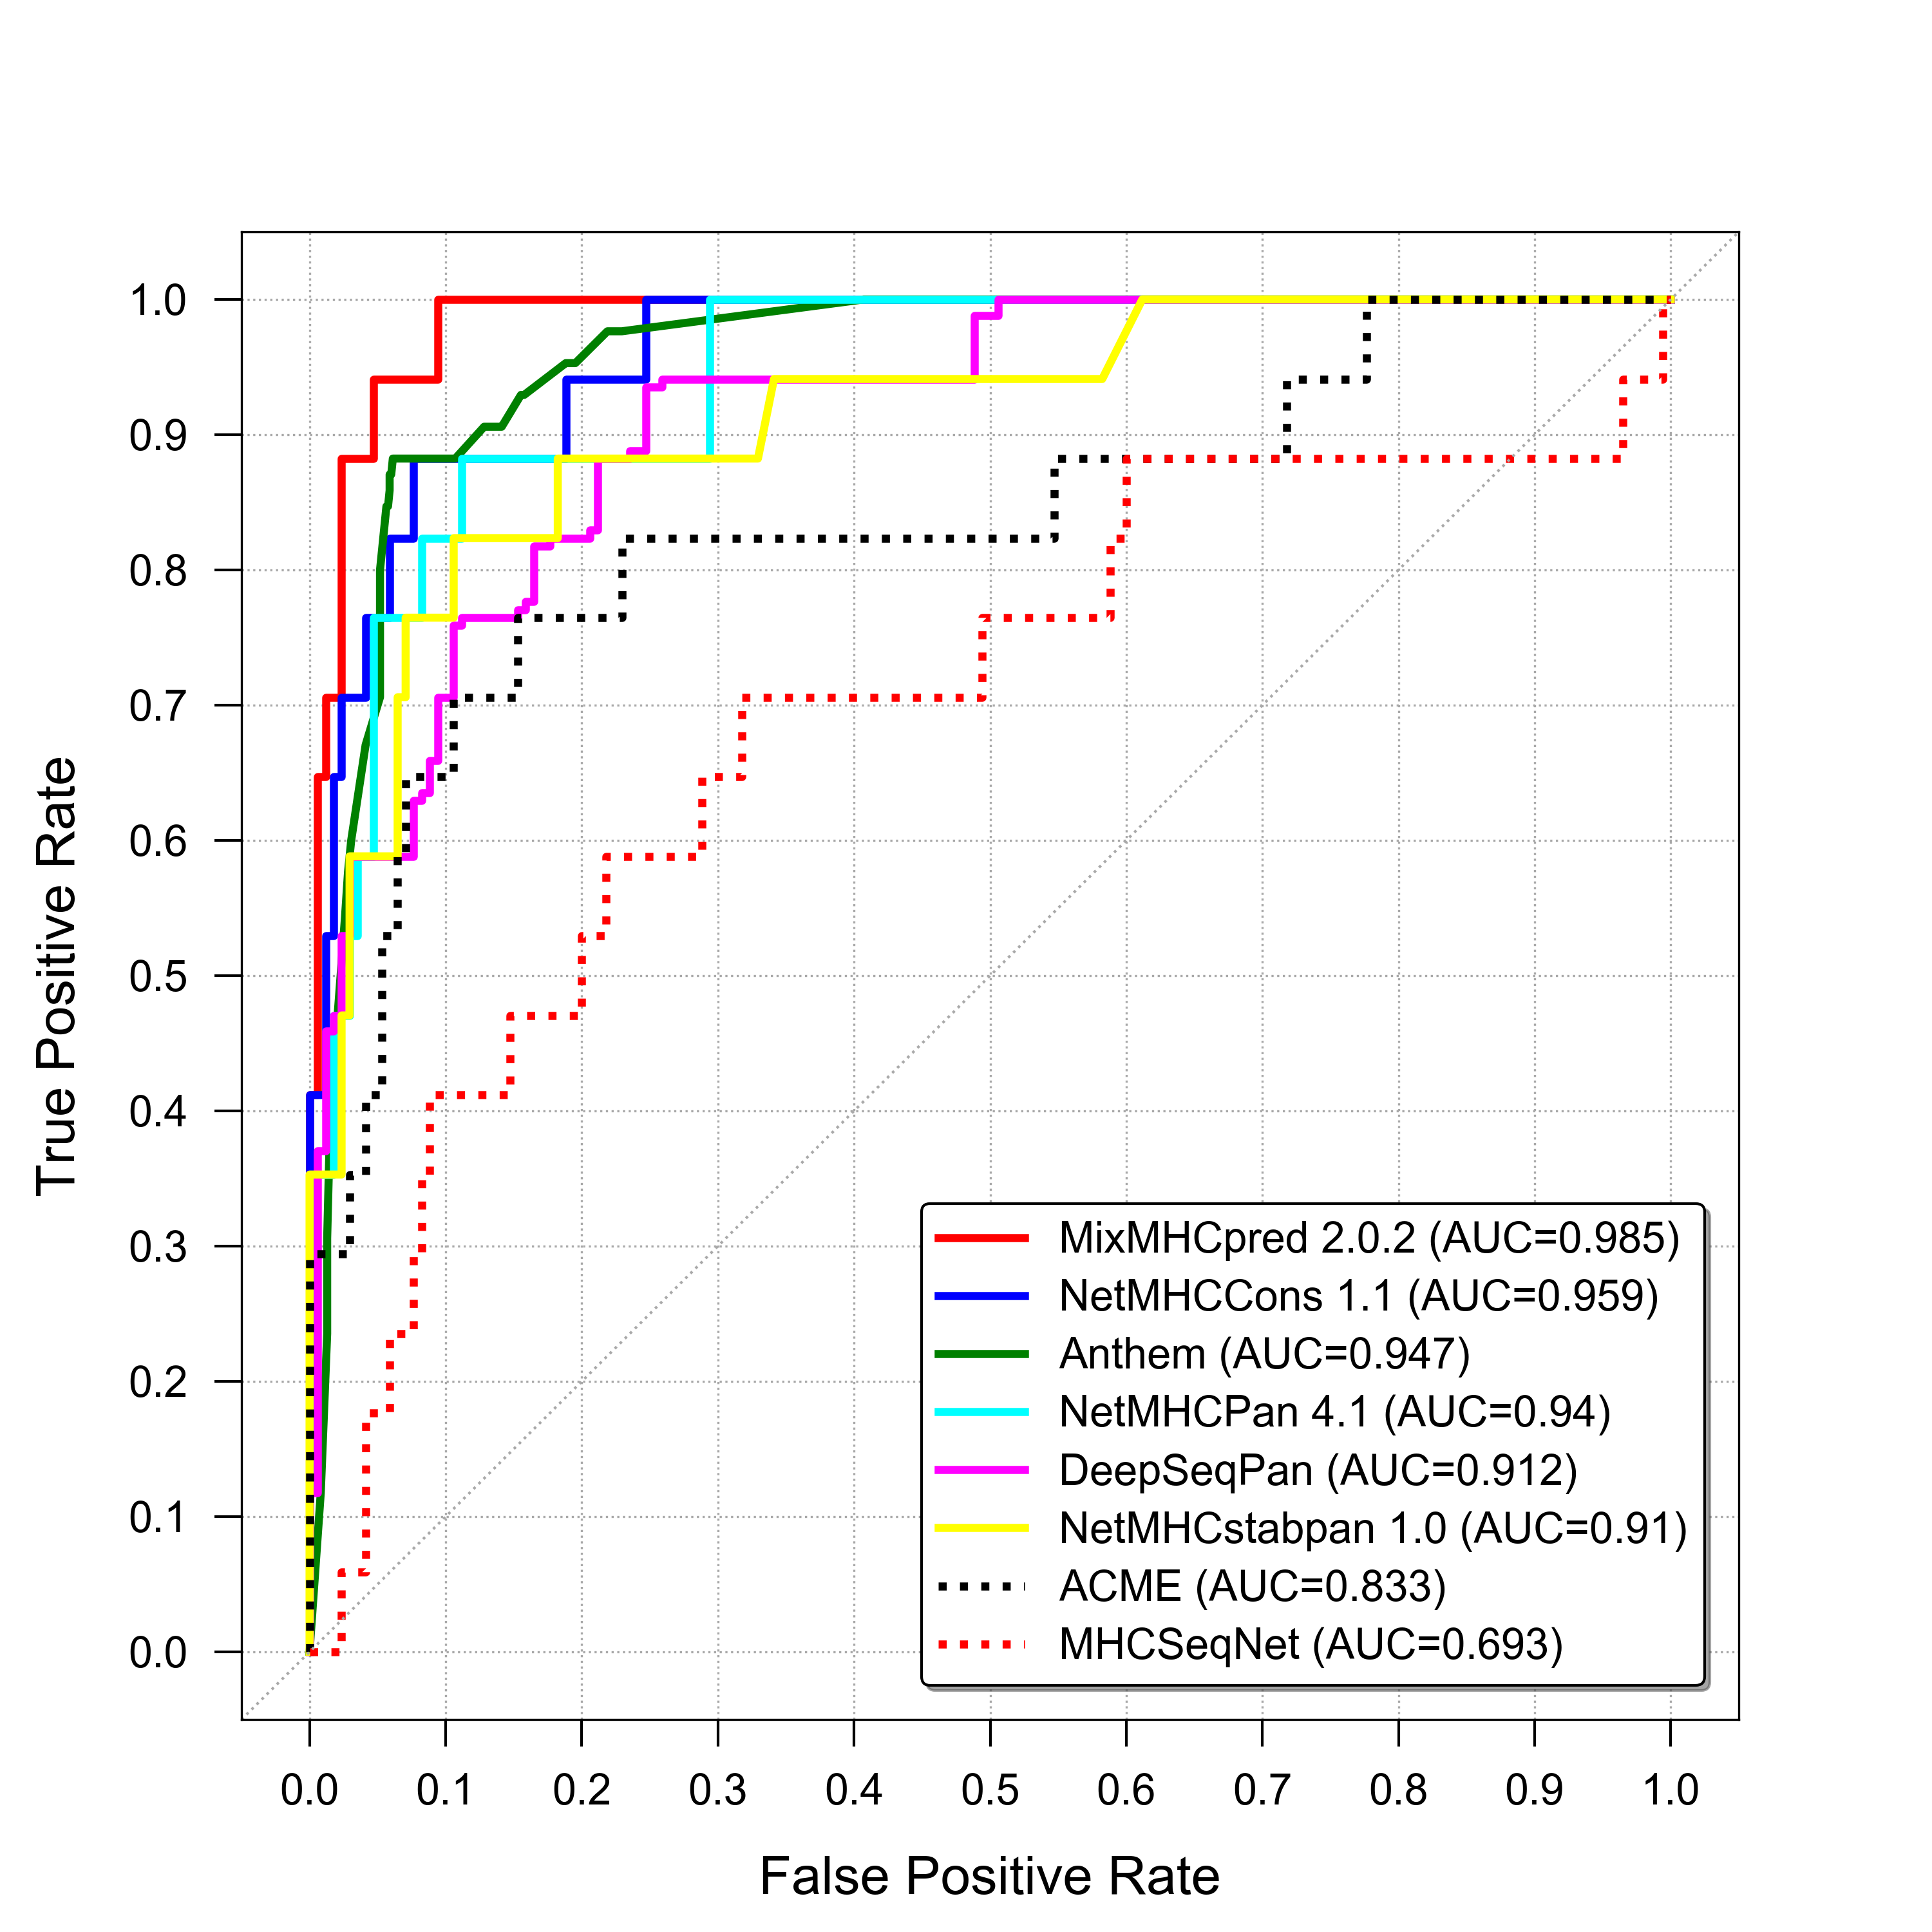 1.0
0.9
0.8
0.7
0.6
0.5
0.4
0.3
0.2
0.1
0.0
True Positive Rate
MixMHCpred 2.0.2 (AUC=0.985)
NetMHCCons 1.1 (AUC=0.959)
Anthem (AUC=0.947)
NetMHCPan 4.1 (AUC=0.94)
DeepSeqPan (AUC=0.912)
NetMHCstabpan 1.0 (AUC=0.91)
ACME (AUC=0.833)
MHCSeqNet (AUC=0.693)
0.0 0.1 0.2 0.3 0.4 0.5 0.6 0.7 0.8 0.9 1.0
False Positive Rate